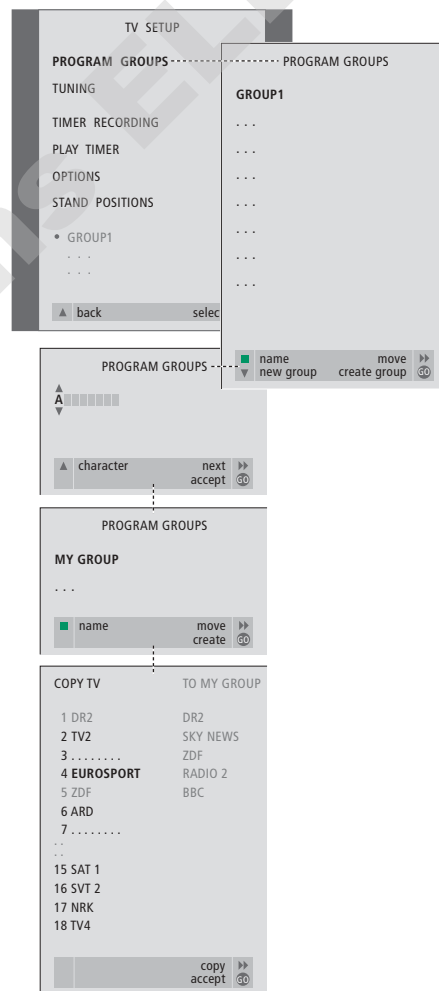 TV SETUP
PROGRAM GROUPS
TUNING
TIMER RECORDING
PLAY TIMER
OPTIONS
STAND POSITIONS
• GROUP1
. . .
. . .
▲ back selec
PROGRAM GROUPS
GROUP1
. . .
. . .
. . .
. . .
. . .
. . .
. . .
name move
new group create group GO
PROGRAM GROUPS
A
character next
accept GO
PROGRAM GROUPS
MY GROUP
. . .
name move
create GO
COPY TV TO MY GROUP
1 DR2 DR2
2 TV2 SKY NEWS
3 . . . . . . . . ZDF
4 EUROSPORT RADIO 2
5 ZDF BBC
6 ARD
7 . . . . . . . .
. .
. .
15 SAT 1
16 SVT 2
17 NRK
18 TV4
copy
accept GO